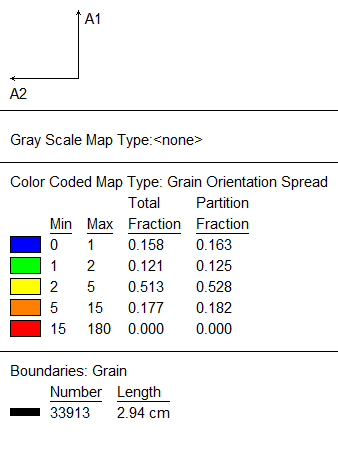 A1
A2
Gray Scale Map Type:<none>
Color Coded Map Type: Grain Orientation Spread
Total Partition
Min Max Fraction Fraction
0 1 0.158 0.163
1 2 0.121 0.125
2 5 0.513 0.528
5 15 0.177 0.182
15 180 0.000 0.000
Boundaries: Grain
Number Length
33913 2.94 cm